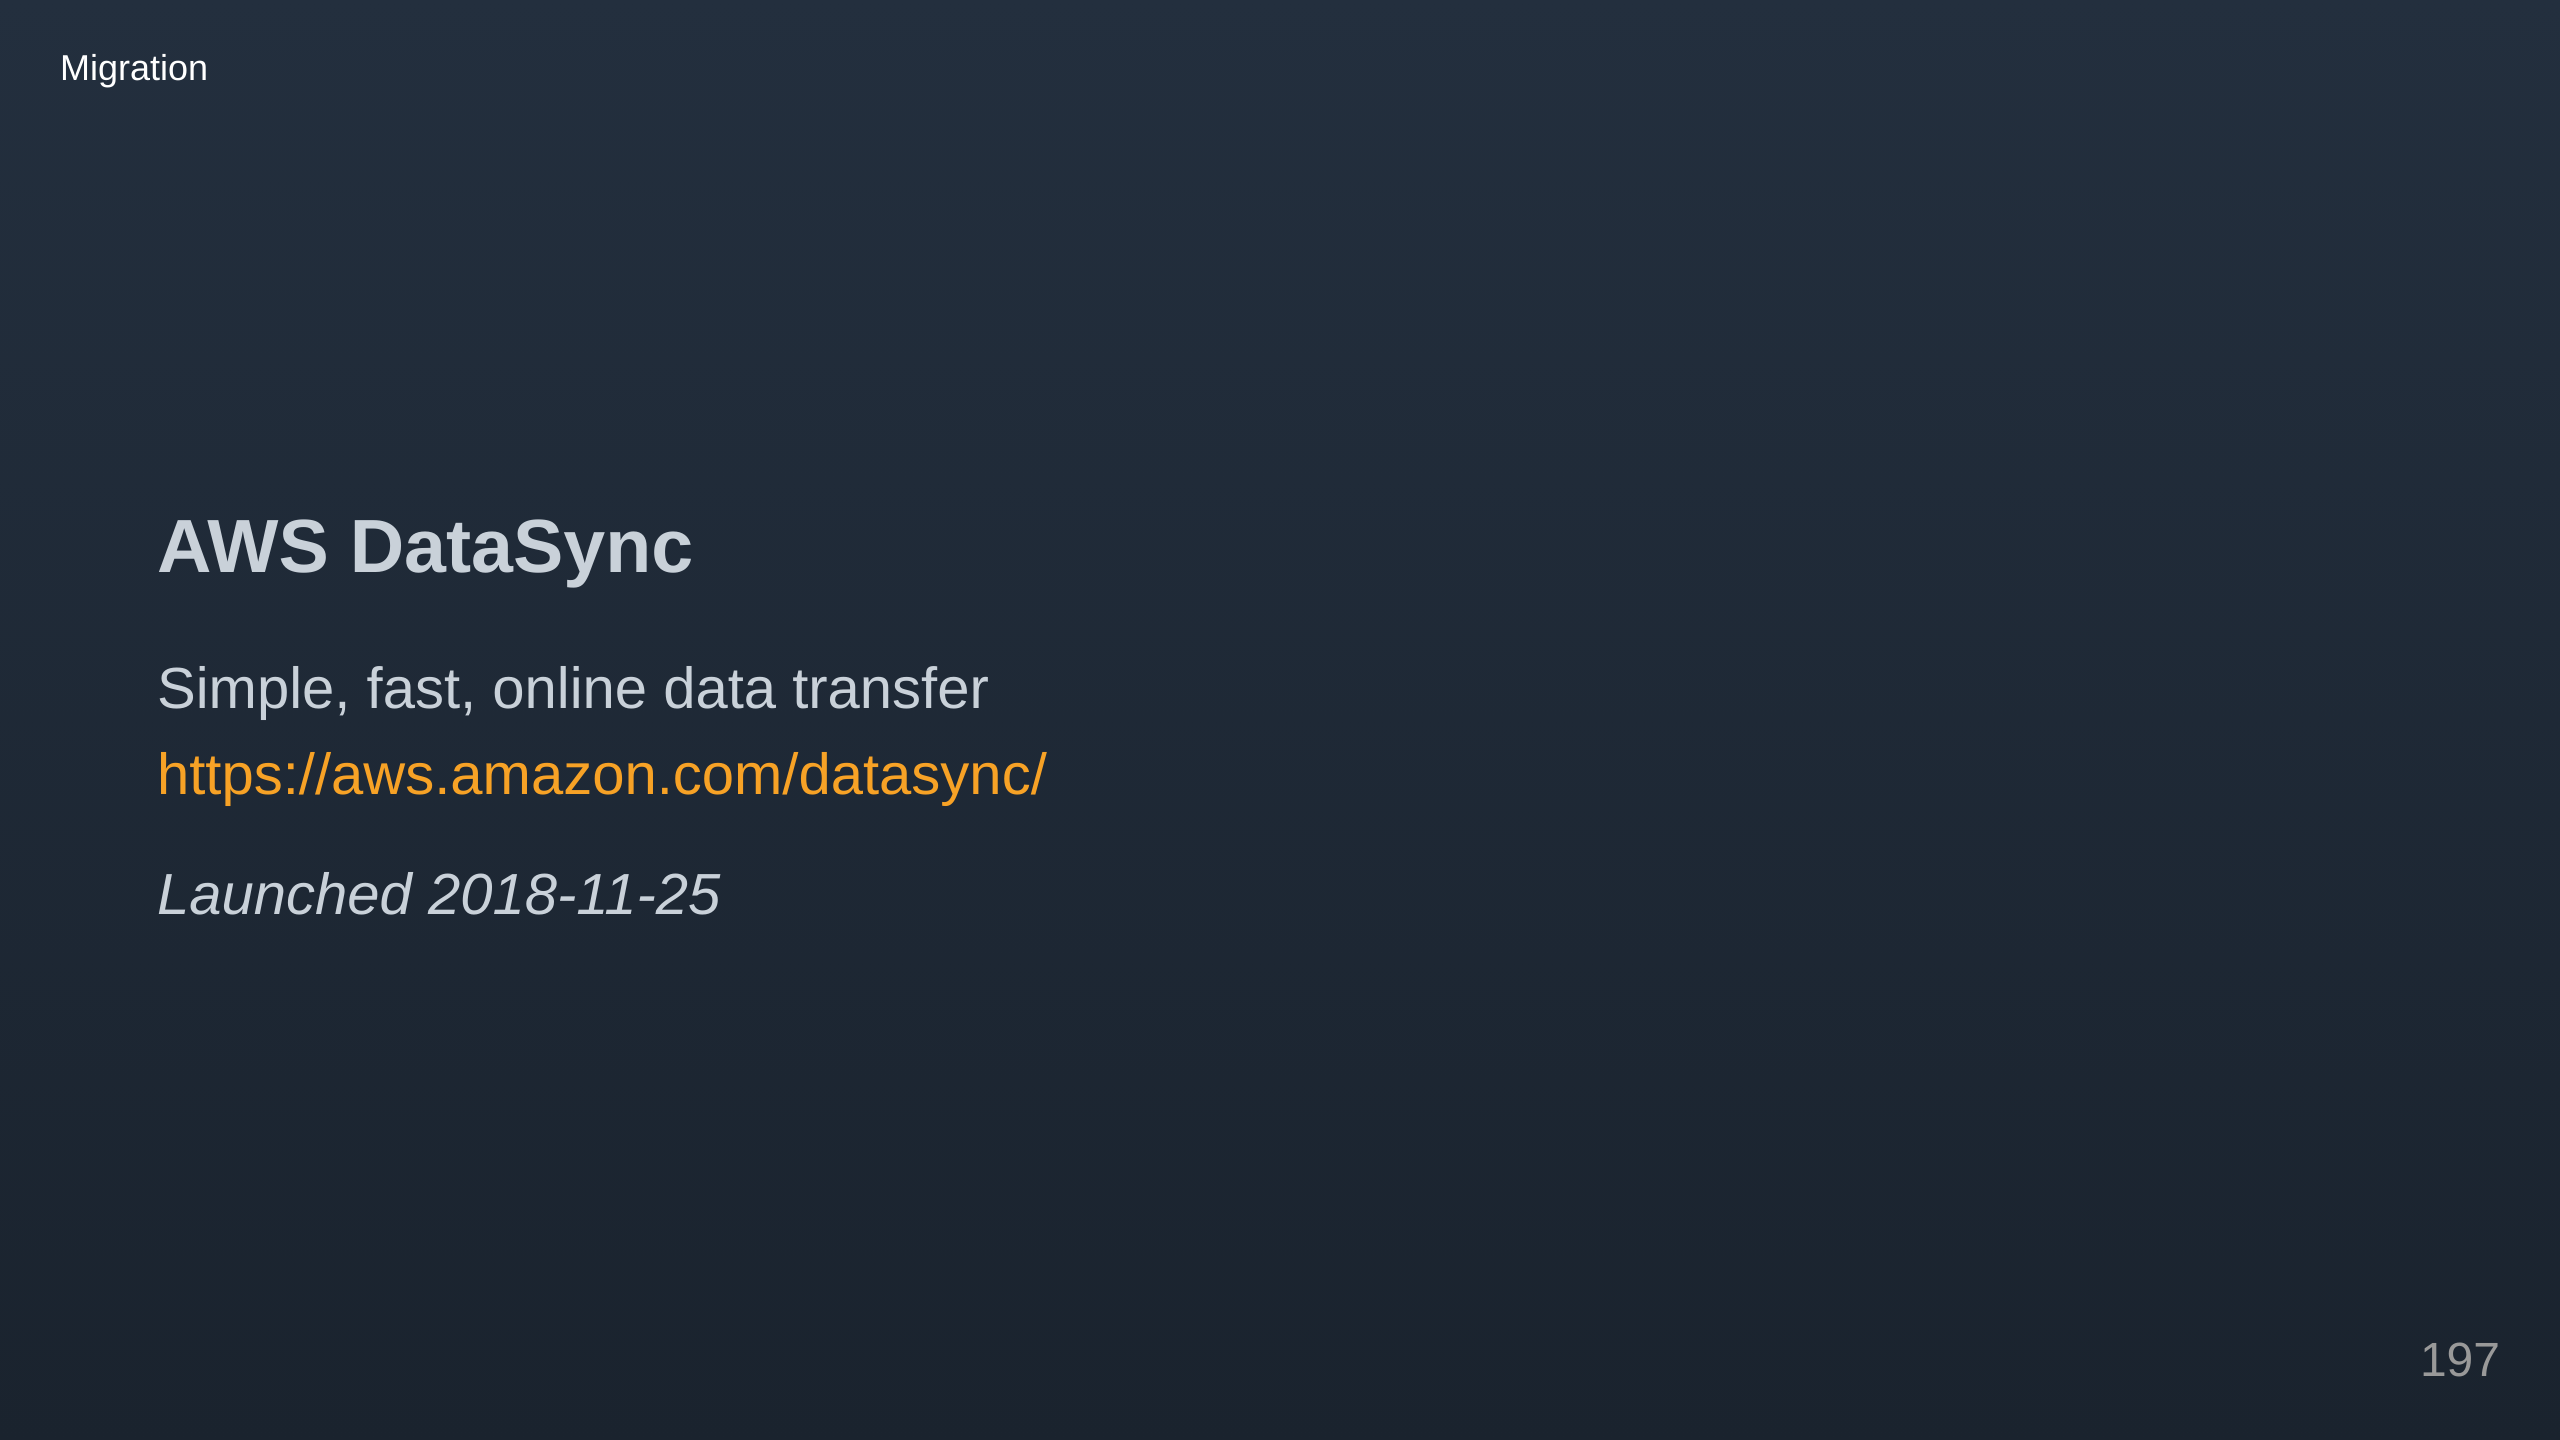 Migration
AWS DataSync
Simple, fast, online data transfer
https://aws.amazon.com/datasync/
Launched 2018-11-25
197